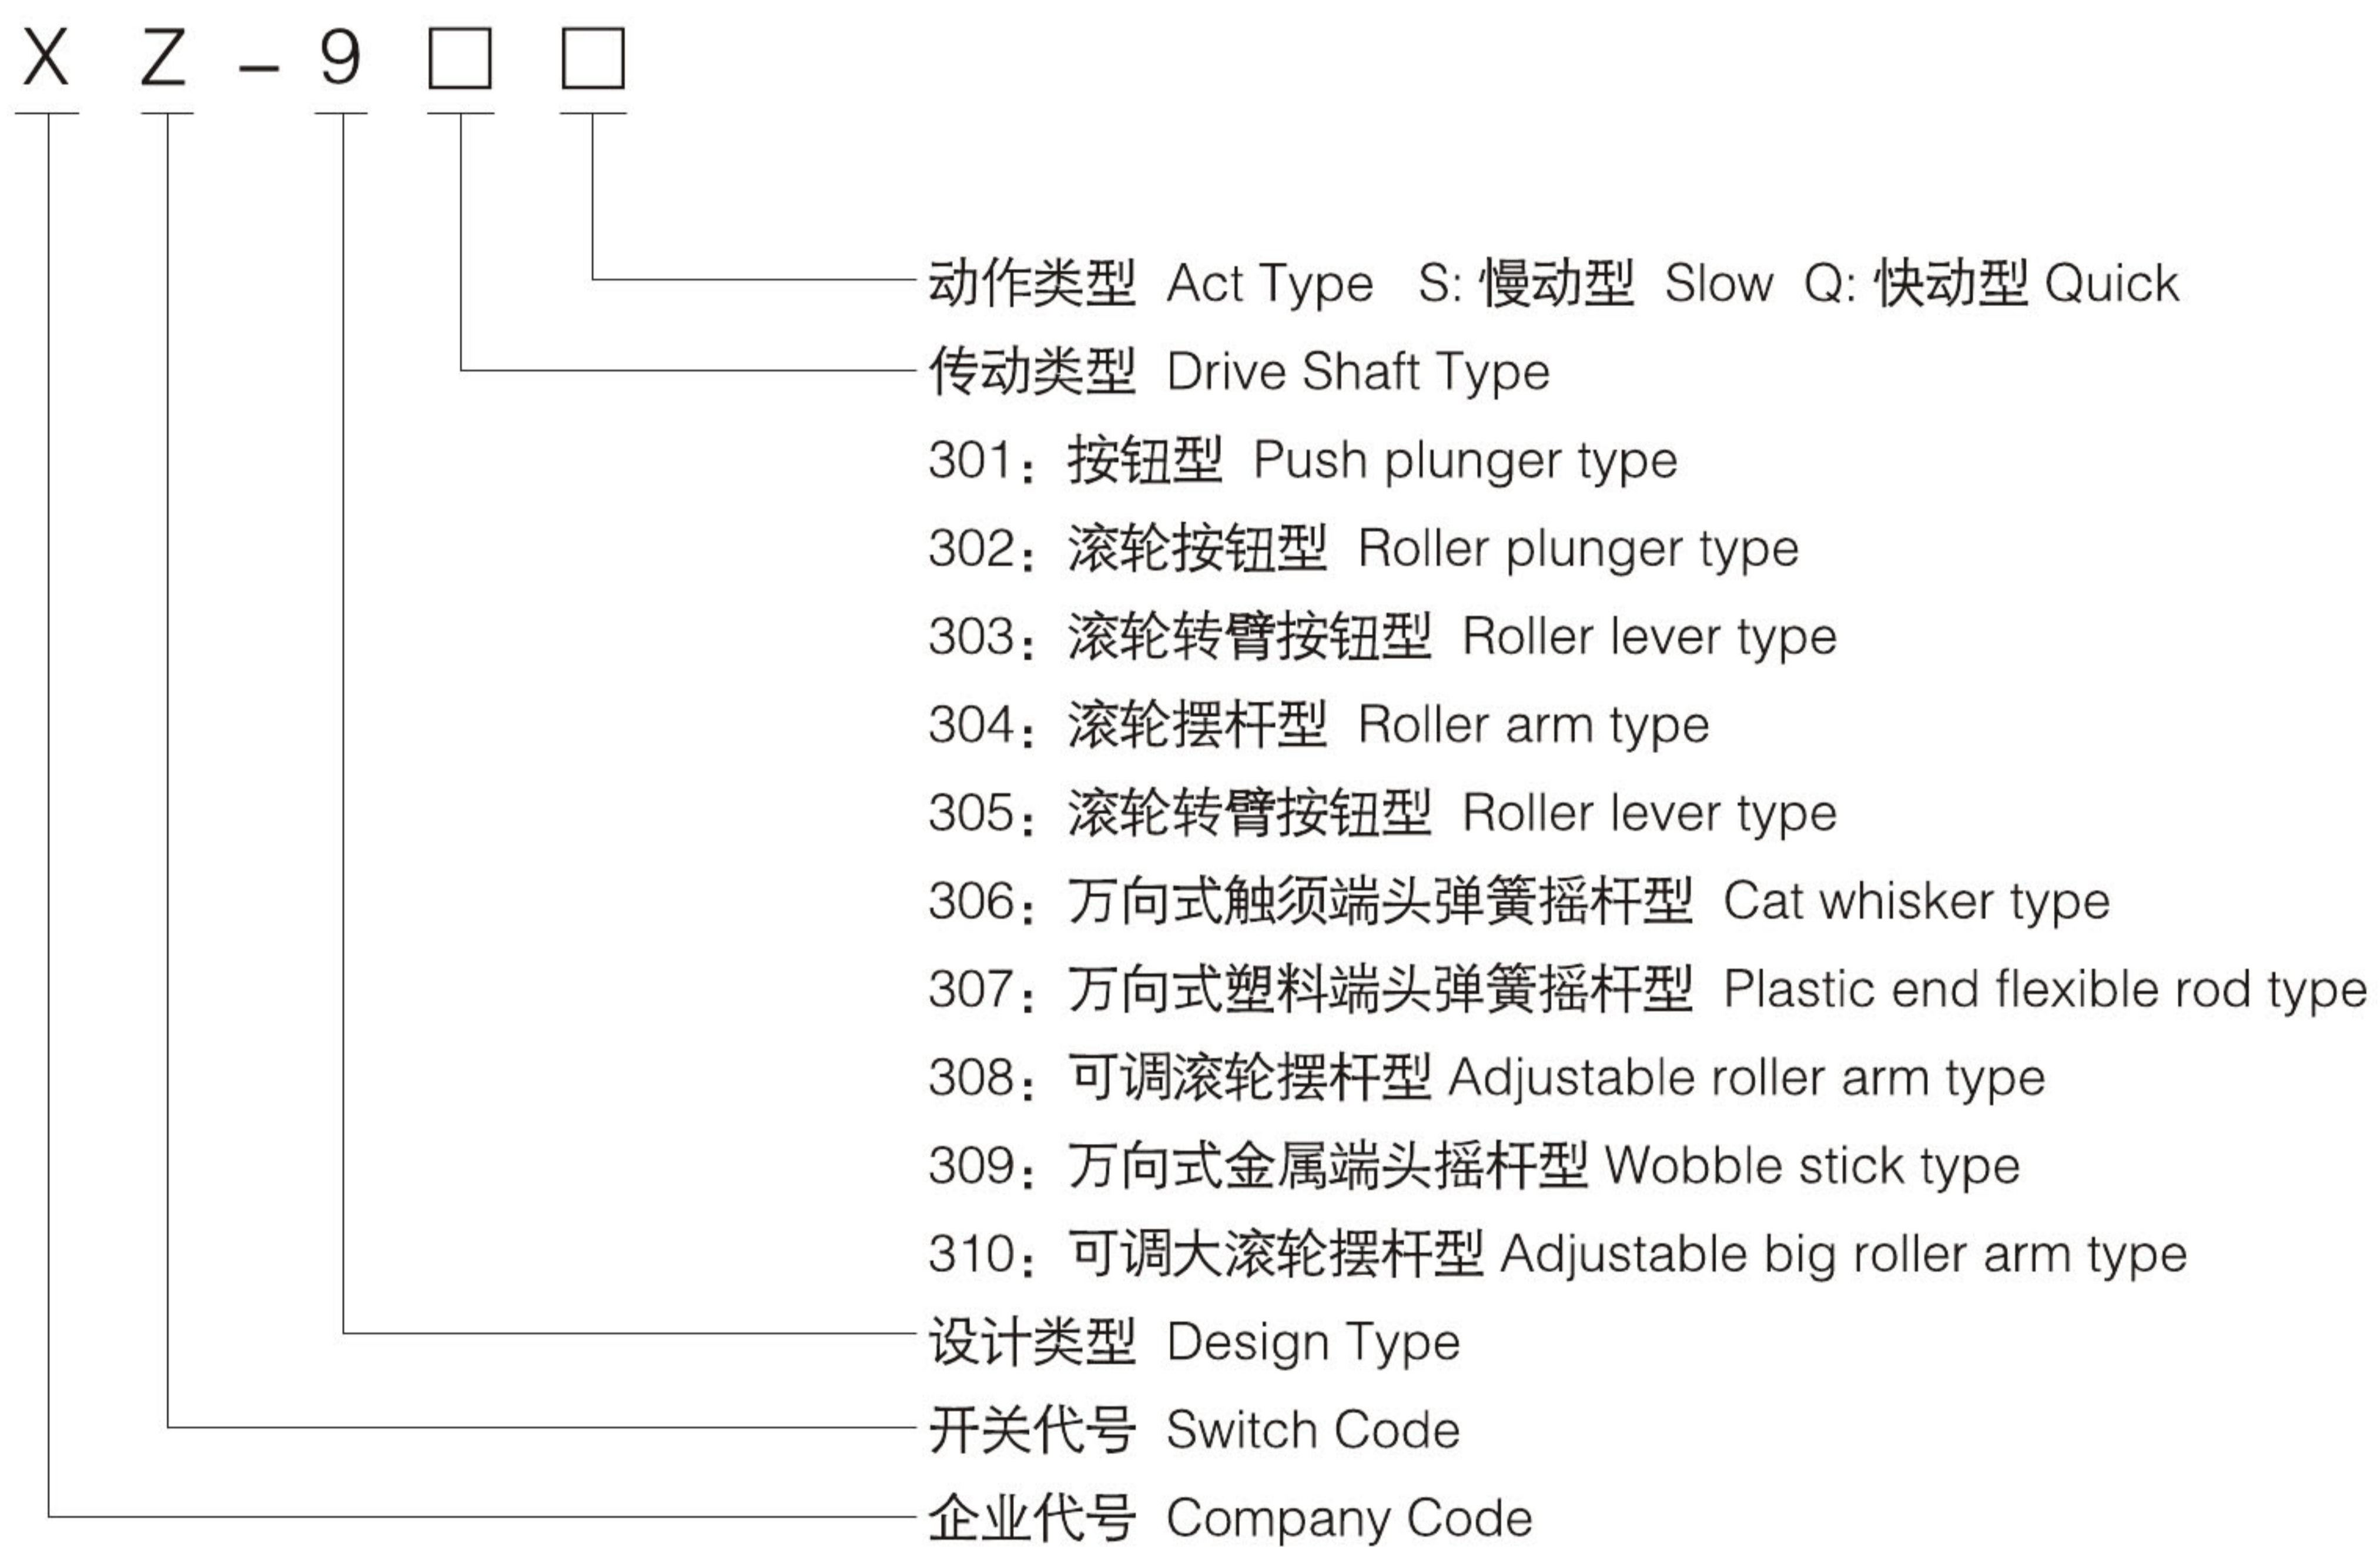 X Z – 9 □ □
动作类型 Act Type S: 慢动型 Slow Q: 快动型 Quick
传动类型 Drive Shaft Type
301：按钮型 Push plunger type
302：滚轮按钮型 Roller plunger type
303：滚轮转臂按钮型 Roller lever type
304：滚轮摆杆型 Roller arm type
305：滚轮转臂按钮型 Roller lever type
306：万向式触须端头弹簧摇杆型 Cat whisker type
307：万向式塑料端头弹簧摇杆型 Plastic end flexible rod type
308：可调滚轮摆杆型 Adjustable roller arm type
309：万向式金属端头摇杆型 Wobble stick type
310：可调大滚轮摆杆型 Adjustable big roller arm type
设计类型 Design Type
开关代号 Switch Code
企业代号 Company Code